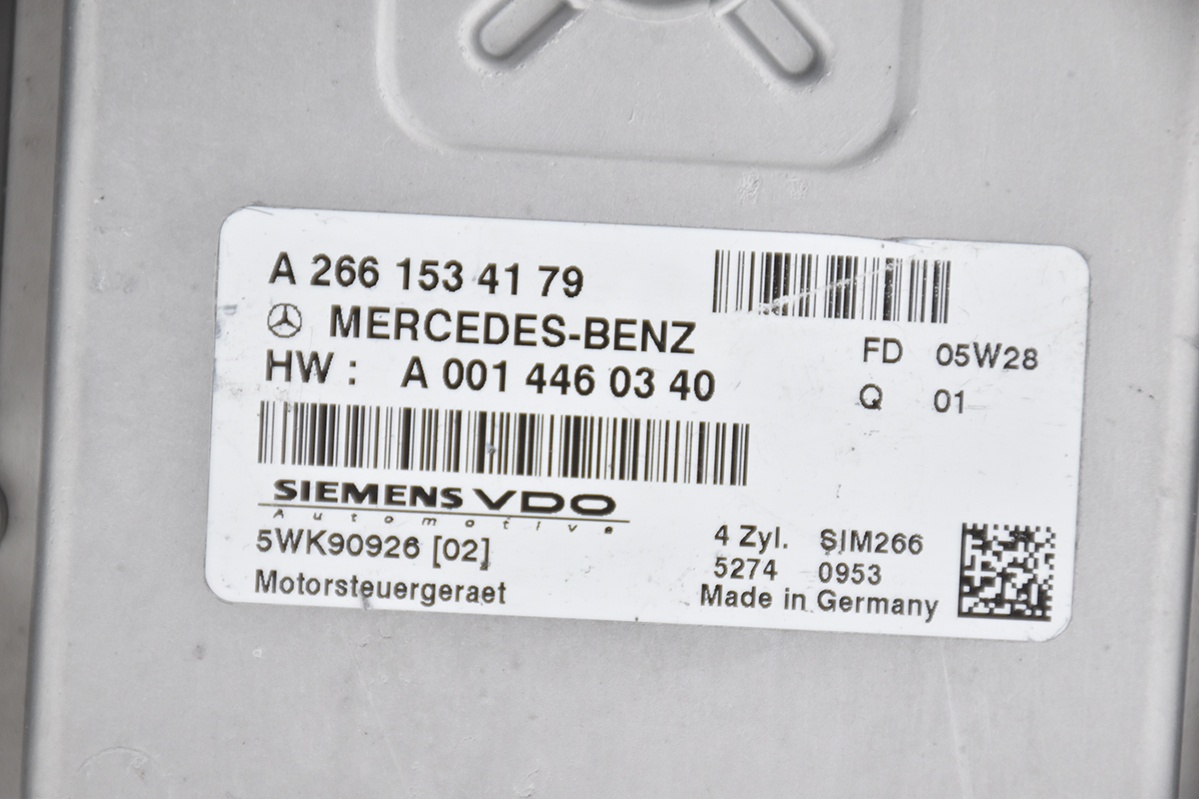 A 266 153 41 79
MERCEDES-BENZ
HW : A 001 446 03 40
FD 05W28
Q 01
SIEMENS VDO
Automotive
5WK90926 [02]
Motorsteuergeraet
4 Zyl. SIM266
5274 0953
Made in Germany